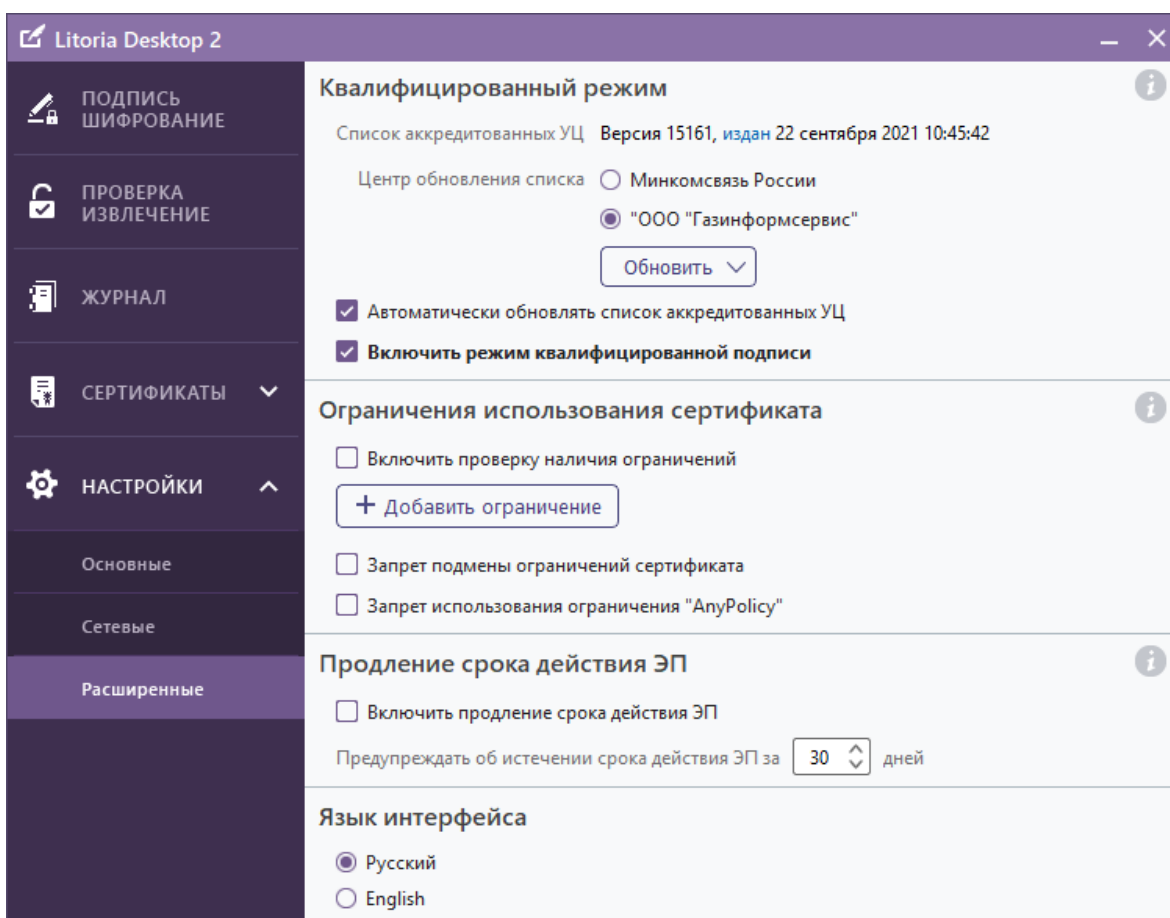 Litoria Desktop 2
ПОДПИСЬ
ШИФРОВАНИЕ
ПРОВЕРКА
ИЗВЛЕЧЕНИЕ
ЖУРНАЛ
СЕРТИФИКАТЫ
НАСТРОЙКИ
Основные
Сетевые
Расширенные
Квалифицированный режим
Список аккредитованных УЦ Версия 15161, издан 22 сентября 2021 10:45:42
Центр обновления списка Минкомсвязь России
"ООО "Газинформсервис"
Обновить
Автоматически обновлять список аккредитованных УЦ
Включить режим квалифицированной подписи
Ограничения использования сертификата
Включить проверку наличия ограничений
+ Добавить ограничение
Запрет подмены ограничений сертификата
Запрет использования ограничения "AnyPolicy"
Продление срока действия ЭП
Включить продление срока действия ЭП
Предупреждать об истечении срока действия ЭП за 30 дней
Язык интерфейса
Русский
English